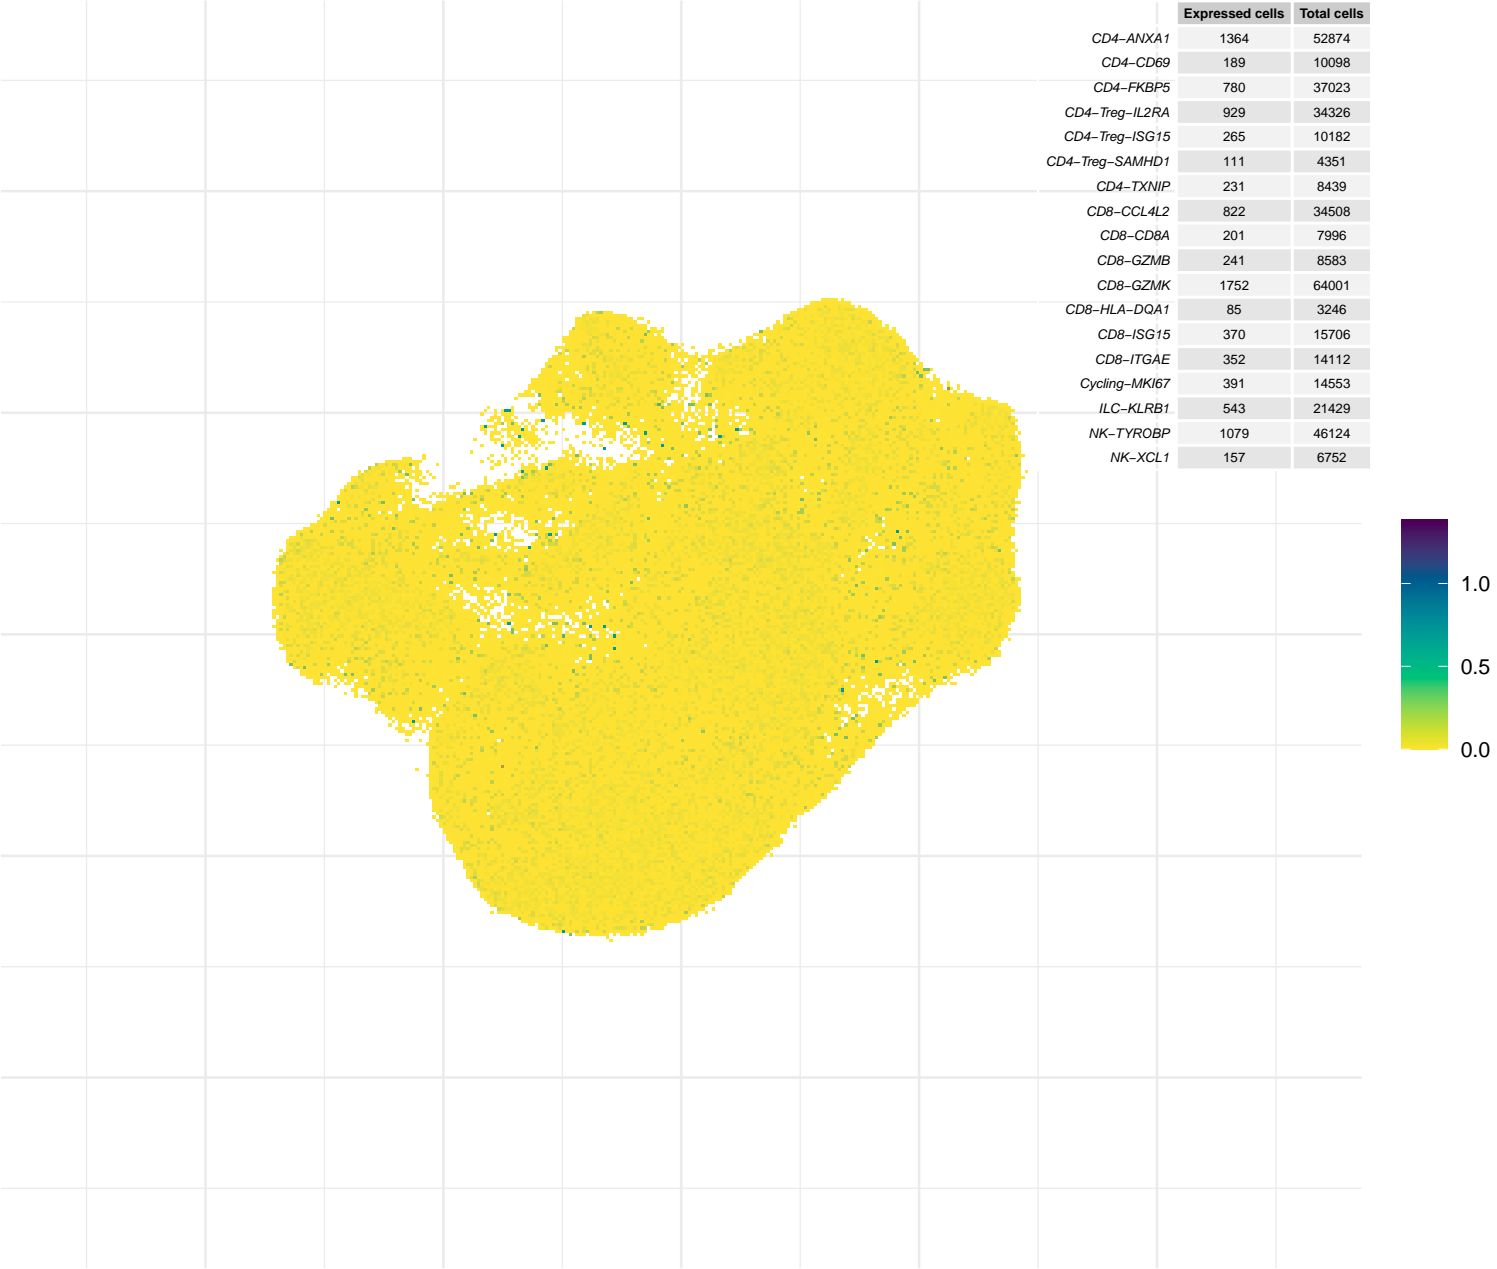 Expressed cells Total cells
CD4−ANXA1 1364 52874
CD4−CD69 189 10098
CD4−FKBP5 780 37023
CD4−Treg−IL2RA 929 34326
CD4−Treg−ISG15 265 10182
CD4−Treg−SAMHD1 111 4351
CD4−TXNIP 231 8439
CD8−CCL4L2 822 34508
CD8−CD8A 201 7996
CD8−GZMB 241 8583
CD8−GZMK 1752 64001
CD8−HLA−DQA1 85 3246
CD8−ISG15 370 15706
CD8−ITGAE 352 14112
Cycling−MKI67 391 14553
ILC−KLRB1 543 21429
NK−TYROBP 1079 46124
NK−XCL1 157 6752
1.0
0.5
0.0